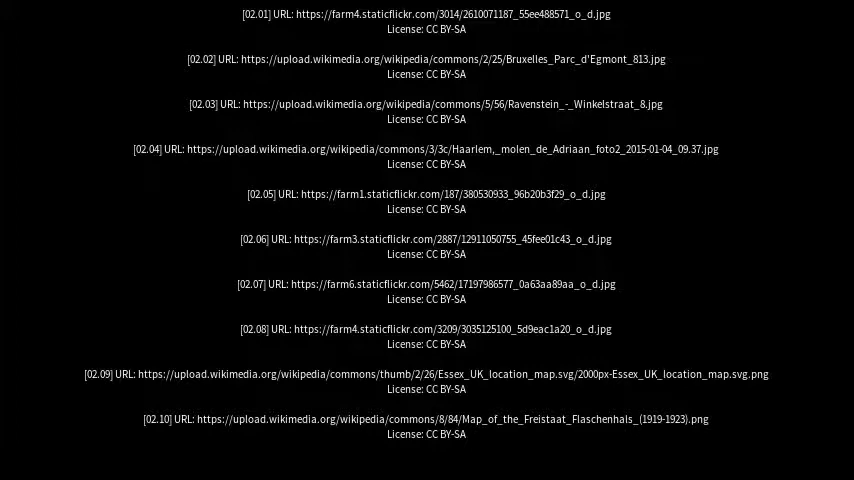 [02.01] URL: https://farm4.staticflickr.com/3014/2610071187_55ee488571_o_d.jpg
License: CC BY-SA
[02.02] URL: https://upload.wikimedia.org/wikipedia/commons/2/25/Bruxelles_Parc_d'Egmont_813.jpg
License: CC BY-SA
[02.03] URL: https://upload.wikimedia.org/wikipedia/commons/5/56/Ravenstein_-_Winkelstraat_8.jpg
License: CC BY-SA
[02.04] URL: https://upload.wikimedia.org/wikipedia/commons/3/3c/Haarlem,_molen_de_Adriaan_foto2_2015-01-04_09.37.jpg
License: CC BY-SA
[02.05] URL: https://farm1.staticflickr.com/187/380530933_96b20b3f29_o_d.jpg
License: CC BY-SA
[02.06] URL: https://farm3.staticflickr.com/2887/12911050755_45fee01c43_o_d.jpg
License: CC BY-SA
[02.07] URL: https://farm6.staticflickr.com/5462/17197986577_0a63aa89aa_o_d.jpg
License: CC BY-SA
[02.08] URL: https://farm4.staticflickr.com/3209/3035125100_5d9eac1a20_o_d.jpg
License: CC BY-SA
[02.09] URL: https://upload.wikimedia.org/wikipedia/commons/thumb/2/26/Essex_UK_location_map.svg/2000px-Essex_UK_location_map.svg.png
License: CC BY-SA
[02.10] URL: https://upload.wikimedia.org/wikipedia/commons/8/84/Map_of_the_Freistaat_Flaschenhals_(1919-1923).png
License: CC BY-SA